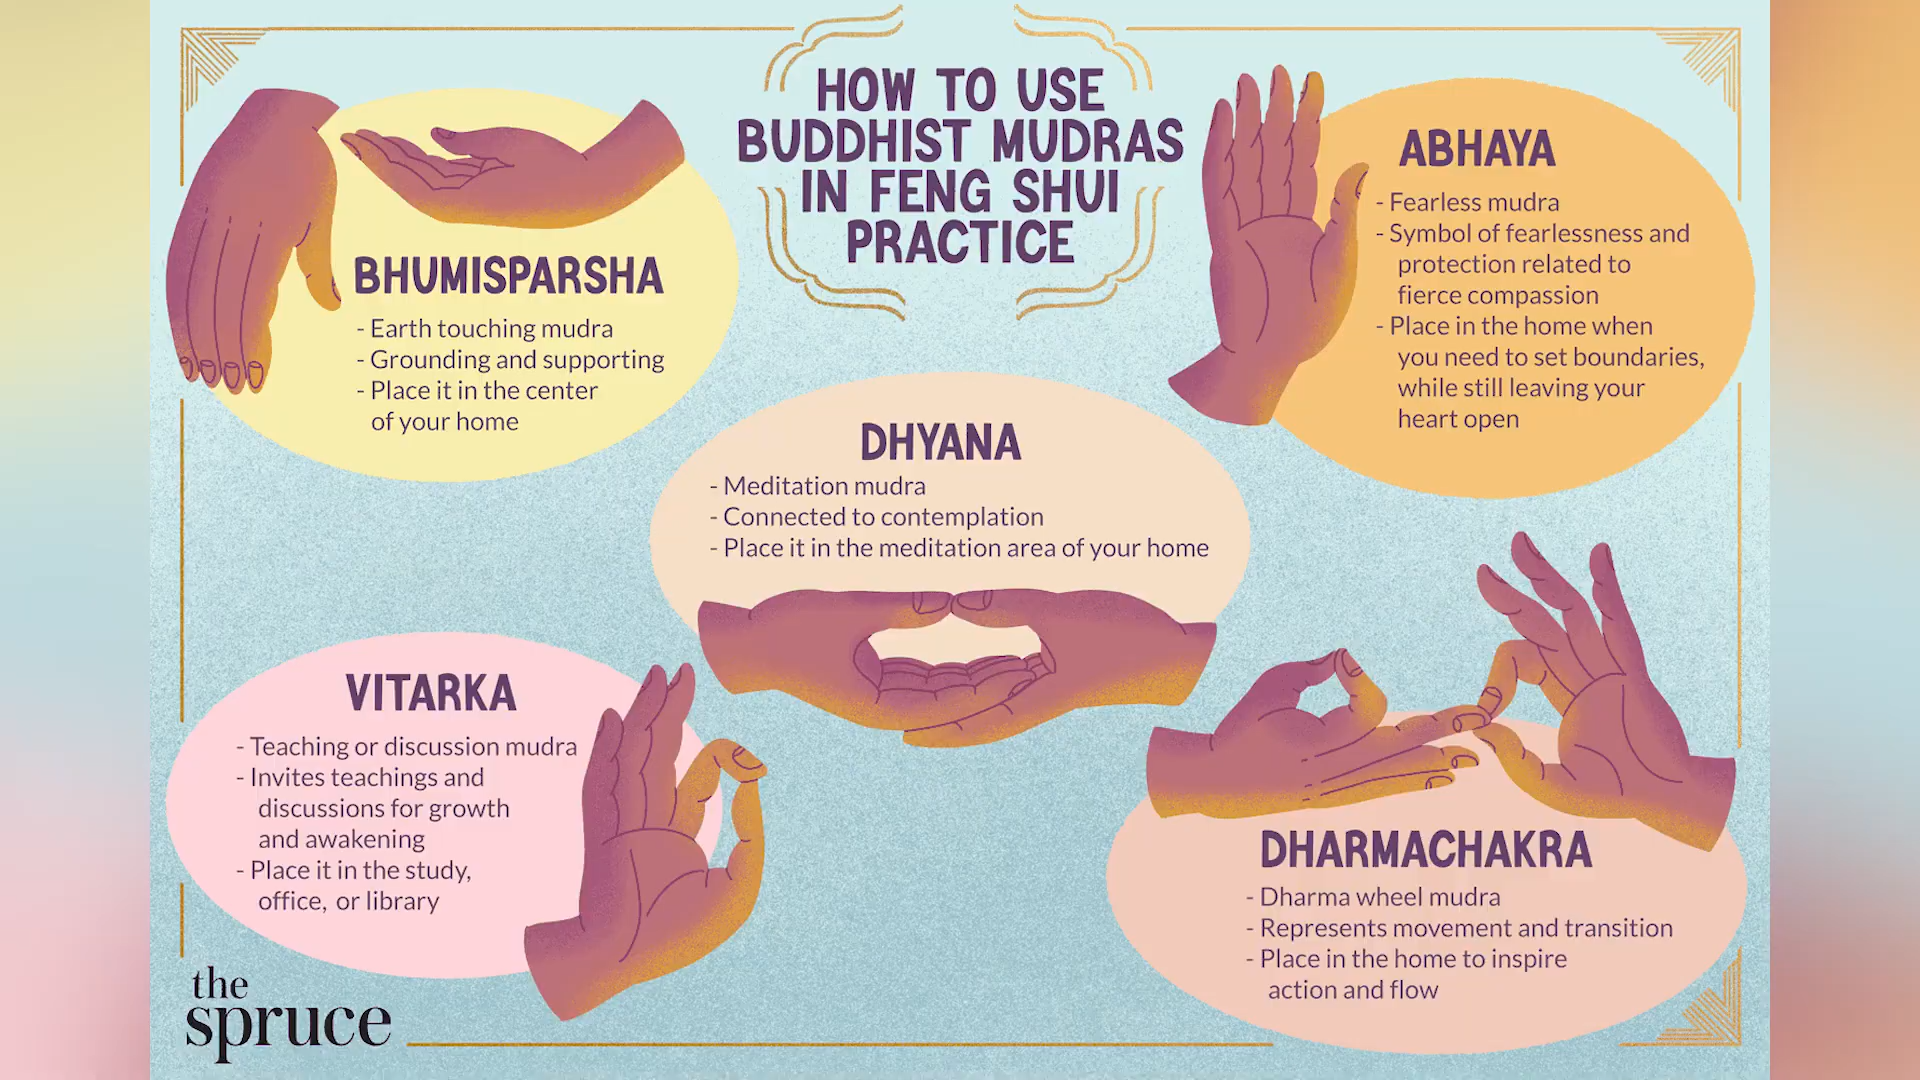 HOW TO USE
BUDDHIST MUDRAS
IN FENG SHUI
PRACTICE
BHUMISPARSHA
- Earth touching mudra
- Grounding and supporting
- Place it in the center
of your home
ABHAYA
- Fearless mudra
- Symbol of fearlessness and
protection related to
fierce compassion
- Place in the home when
you need to set boundaries,
while still leaving your
heart open
DHYANA
- Meditation mudra
- Connected to contemplation
- Place it in the meditation area of your home
VITARKA
- Teaching or discussion mudra
- Invites teachings and
discussions for growth
and awakening
- Place it in the study,
office, or library
DHARMACHAKRA
- Dharma wheel mudra
- Represents movement and transition
- Place in the home to inspire
action and flow
the
spruce